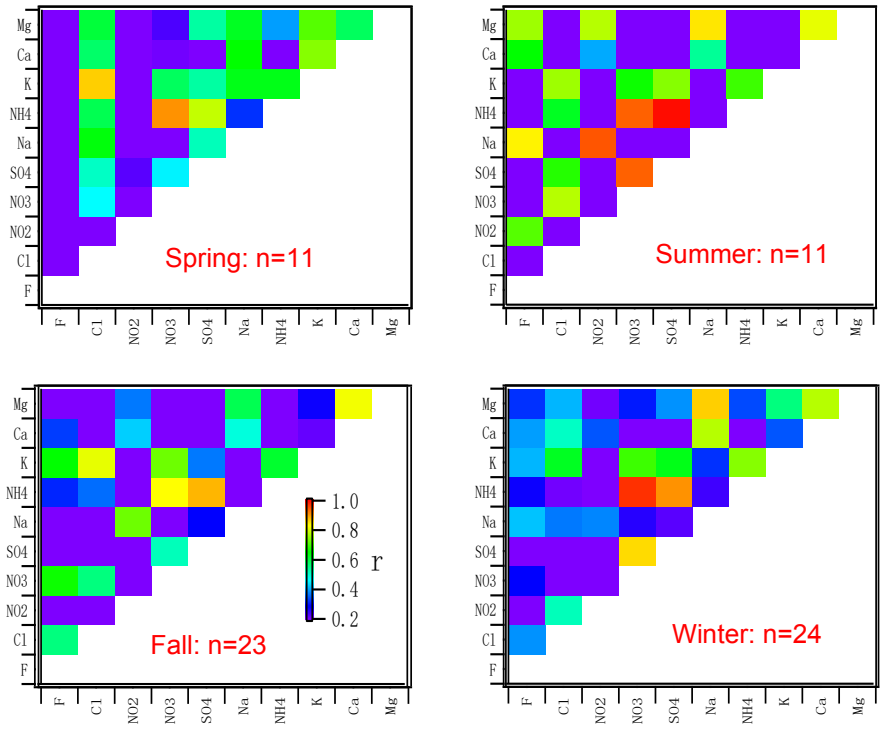 Mg
Ca
K
NH4
Na
SO4
NO3
NO2
Cl
F
Spring: n=11
F Cl NO2 NO3 SO4 Na NH4 K Ca Mg
Mg
Ca
K
NH4
Na
SO4
NO3
NO2
Cl
F
Summer: n=11
F Cl NO2 NO3 SO4 Na NH4 K Ca Mg
Mg
Ca
K
NH4
Na
SO4
NO3
NO2
Cl
F
1.0
0.8
0.6 r
0.4
0.2
Fall: n=23
F Cl NO2 NO3 SO4 Na NH4 K Ca Mg
Mg
Ca
K
NH4
Na
SO4
NO3
NO2
Cl
F
Winter: n=24
F Cl NO2 NO3 SO4 Na NH4 K Ca Mg